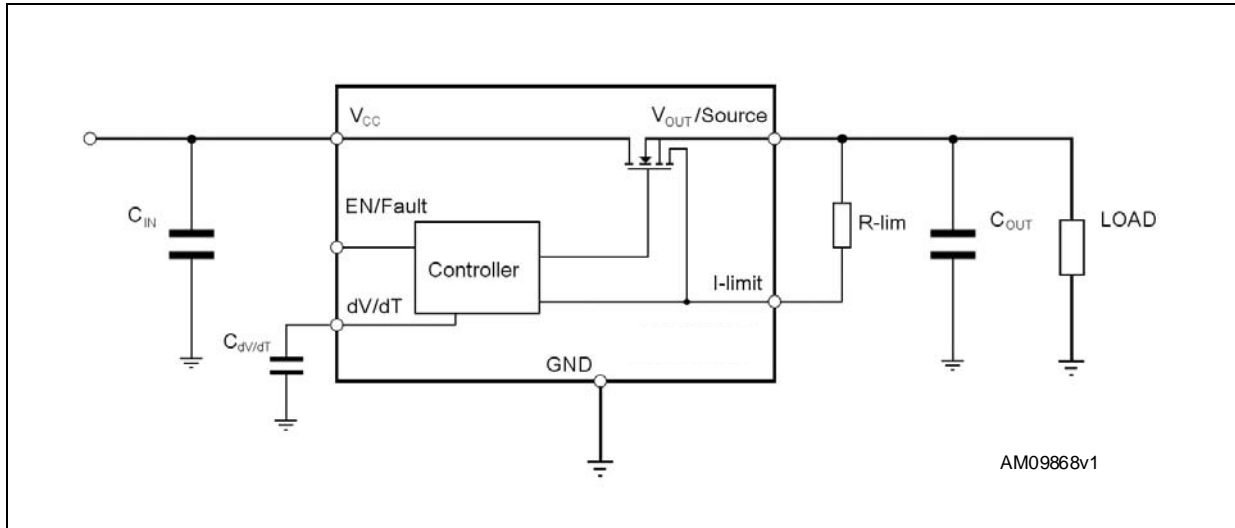 V_CC
V_OUT/Source
EN/Fault
C_IN
Controller
R-lim
C_OUT
LOAD
I-limit
dV/dT
C_dV/dT
GND
AM09868v1